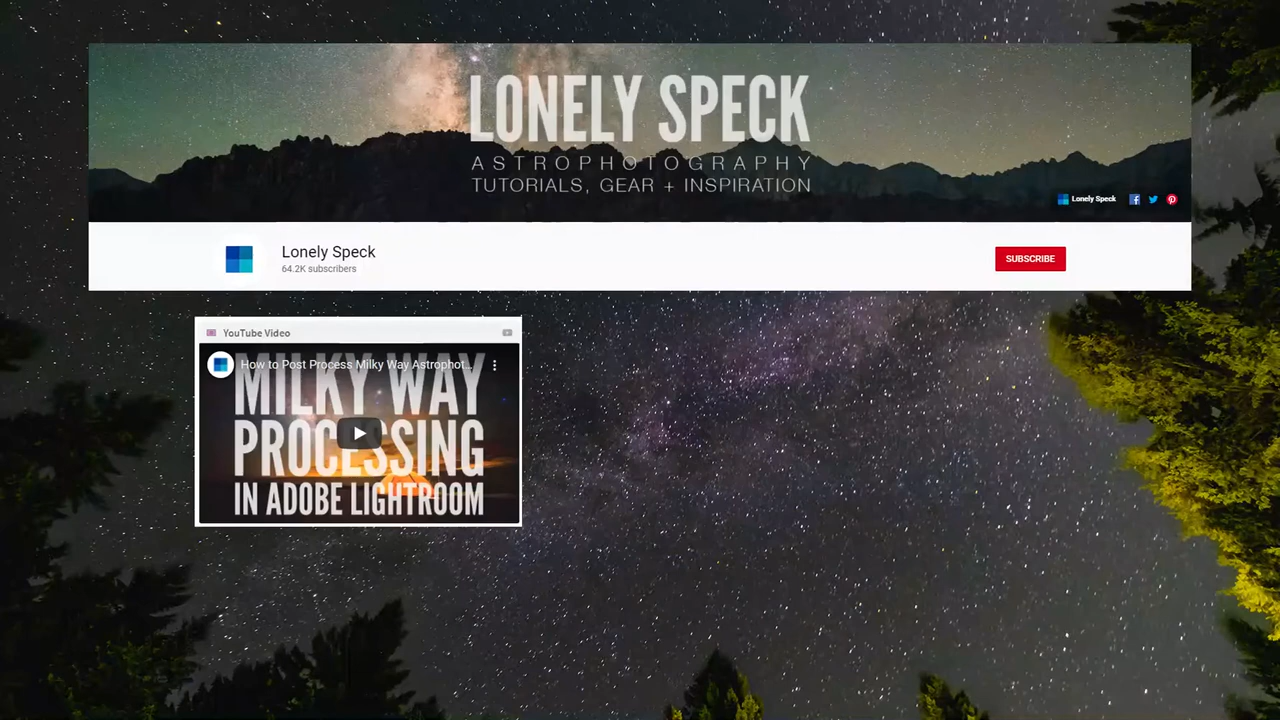 LONELY SPECK
ASTROPHOTOGRAPHY
TUTORIALS, GEAR + INSPIRATION
Lonely Speck
Lonely Speck
64.2K subscribers
SUBSCRIBE
YouTube Video
How to Post Process Milky Way Astrophot...
MILKY WAY
PROCESSING
IN ADOBE LIGHTROOM